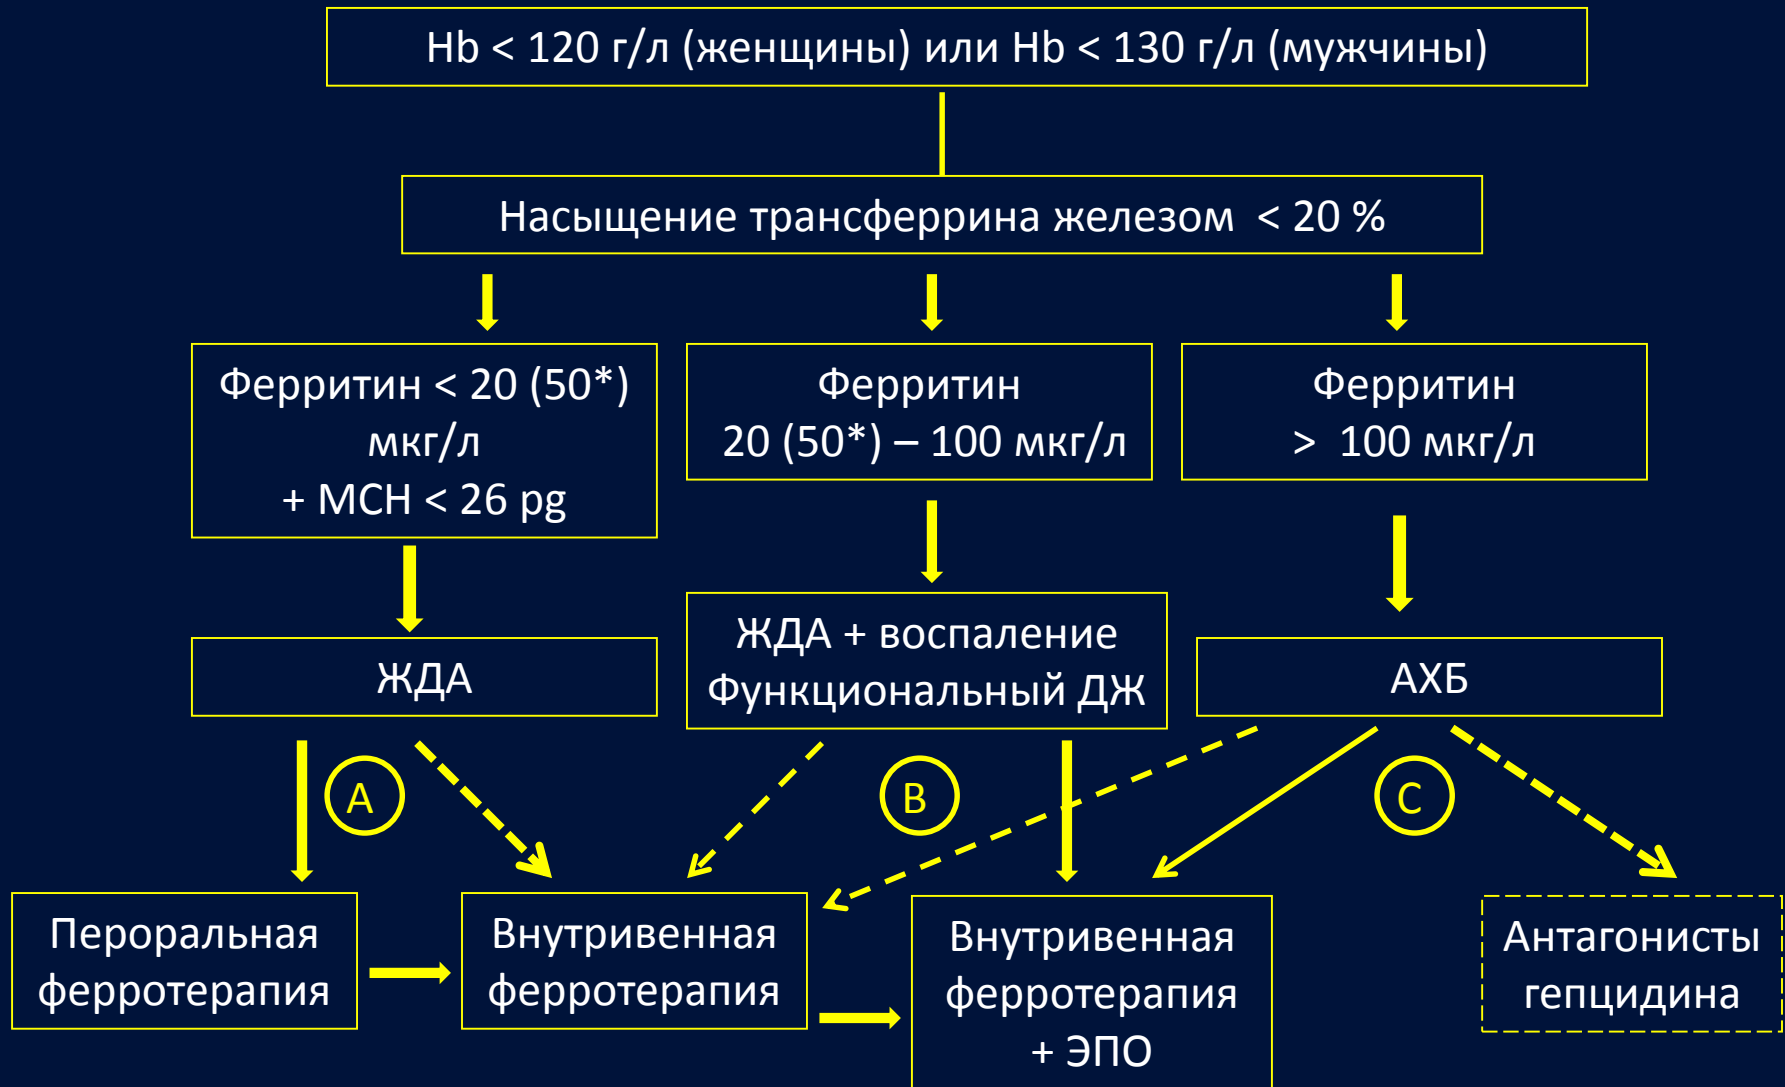 Hb < 120 г/л (женщины) или Hb < 130 г/л (мужчины)
Насыщение трансферрина железом < 20 %
Ферритин < 20 (50*)
мкг/л
+ МСН < 26 pg
Ферритин
20 (50*) – 100 мкг/л
Ферритин
> 100 мкг/л
ЖДА
ЖДА + воспаление
Функциональный ДЖ
АХБ
A
B
C
Пероральная
ферротерапия
Внутривенная
ферротерапия
Внутривенная
ферротерапия
+ ЭПО
Антагонисты
гепцидина